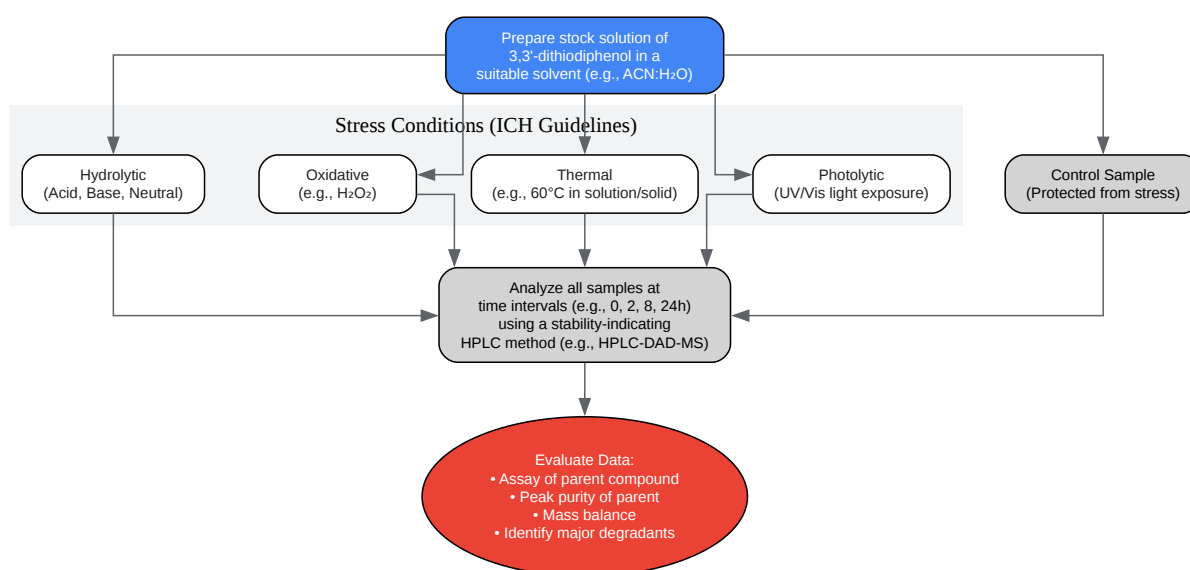 Prepare stock solution of
3,3'-dithiodiphenol in a
suitable solvent (e.g., ACN:H₂O)
Stress Conditions (ICH Guidelines)
Hydrolytic
(Acid, Base, Neutral)
Oxidative
(e.g., H₂O₂)
Thermal
(e.g., 60°C in solution/solid)
Photolytic
(UV/Vis light exposure)
Control Sample
(Protected from stress)
Analyze all samples at
time intervals (e.g., 0, 2, 8, 24h)
using a stability-indicating
HPLC method (e.g., HPLC-DAD-MS)
Evaluate Data:
• Assay of parent compound
• Peak purity of parent
• Mass balance
• Identify major degradants